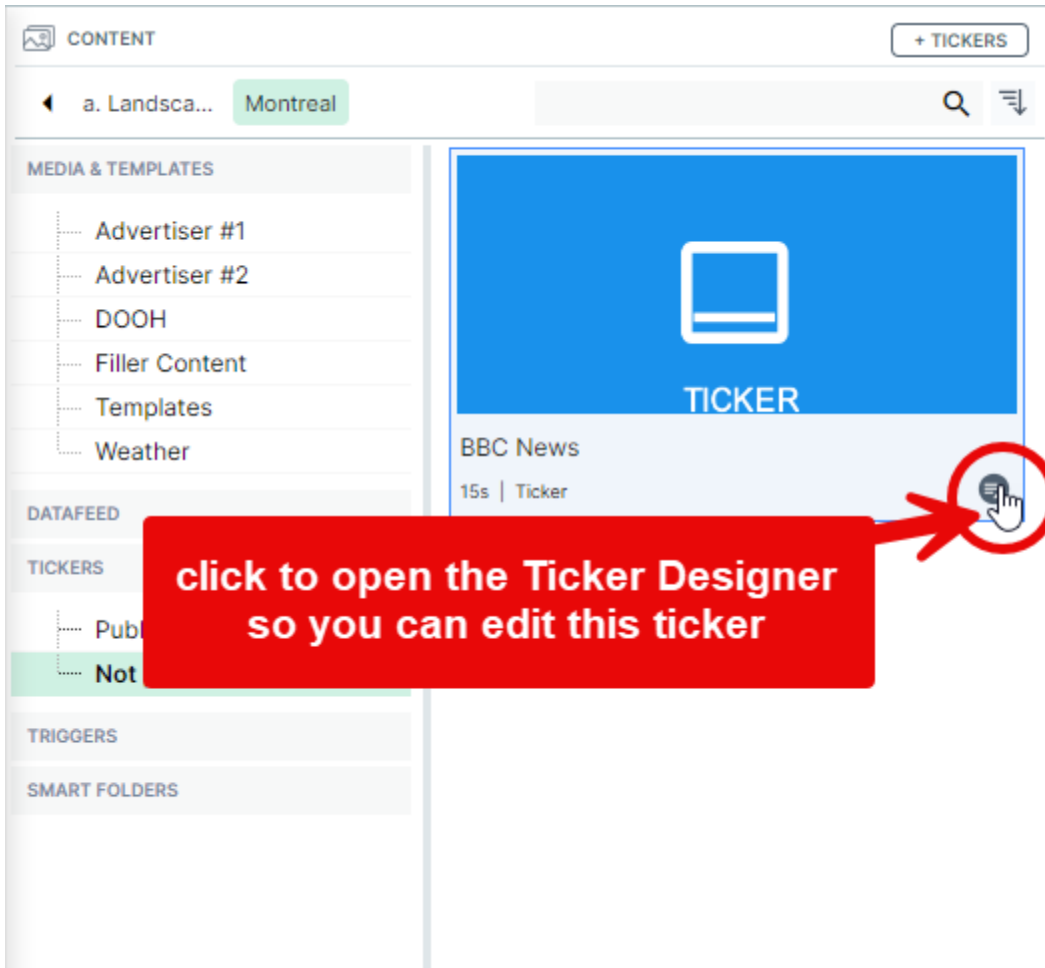 CONTENT
+ TICKERS
a. Landsca... Montreal
MEDIA & TEMPLATES
Advertiser #1
Advertiser #2
DOOH
Filler Content
Templates
Weather
DATAFEED
TICKERS
Publ
Not
TRIGGERS
SMART FOLDERS
TICKER
BBC News
15s | Ticker
click to open the Ticker Designer
so you can edit this ticker